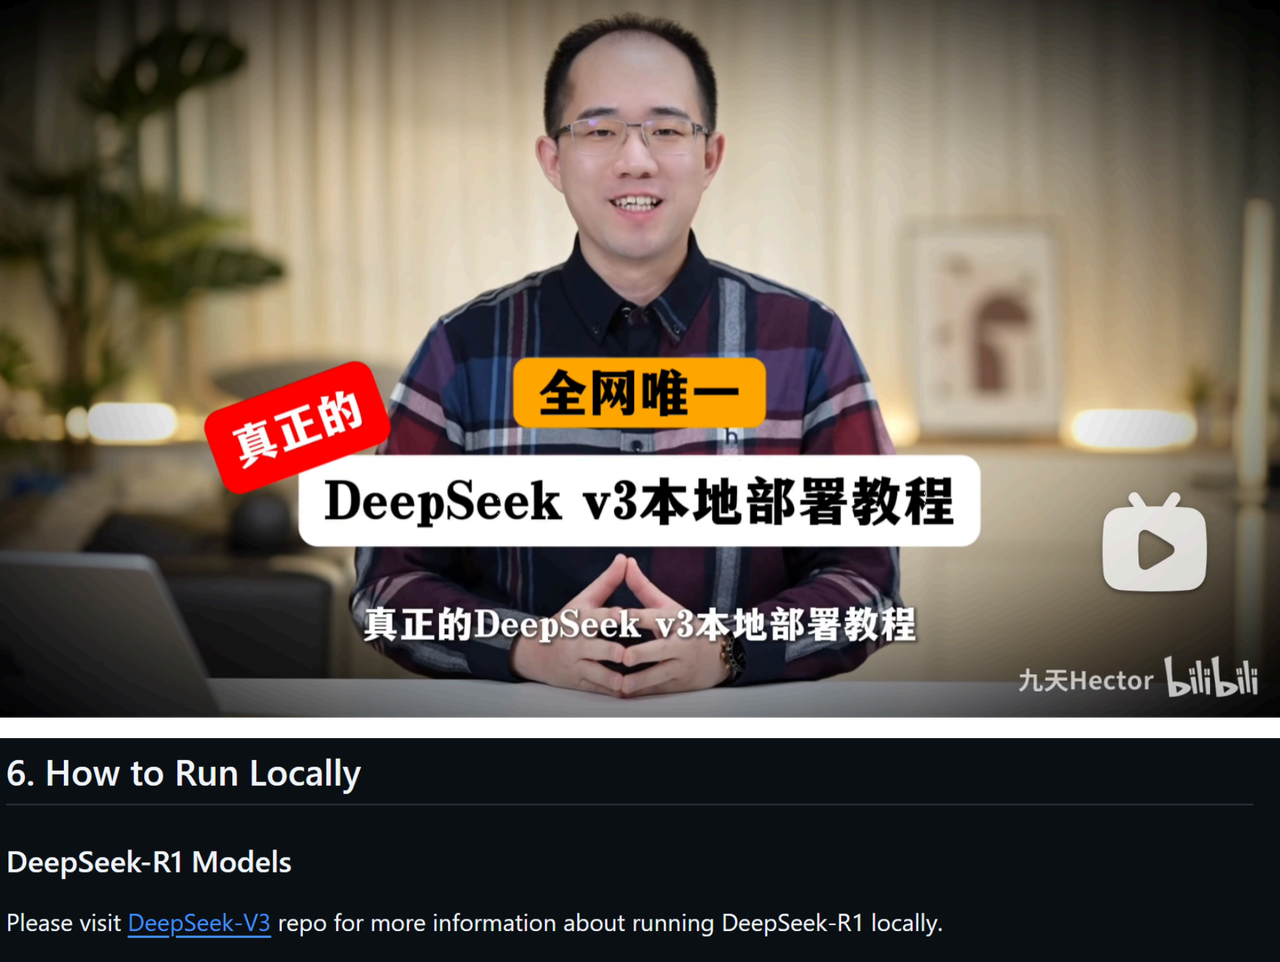 全网唯一
真正的
DeepSeek v3本地部署教程
真正的DeepSeek v3本地部署教程
九天Hector bilibili
6. How to Run Locally
DeepSeek-R1 Models
Please visit DeepSeek-V3 repo for more information about running DeepSeek-R1 locally.